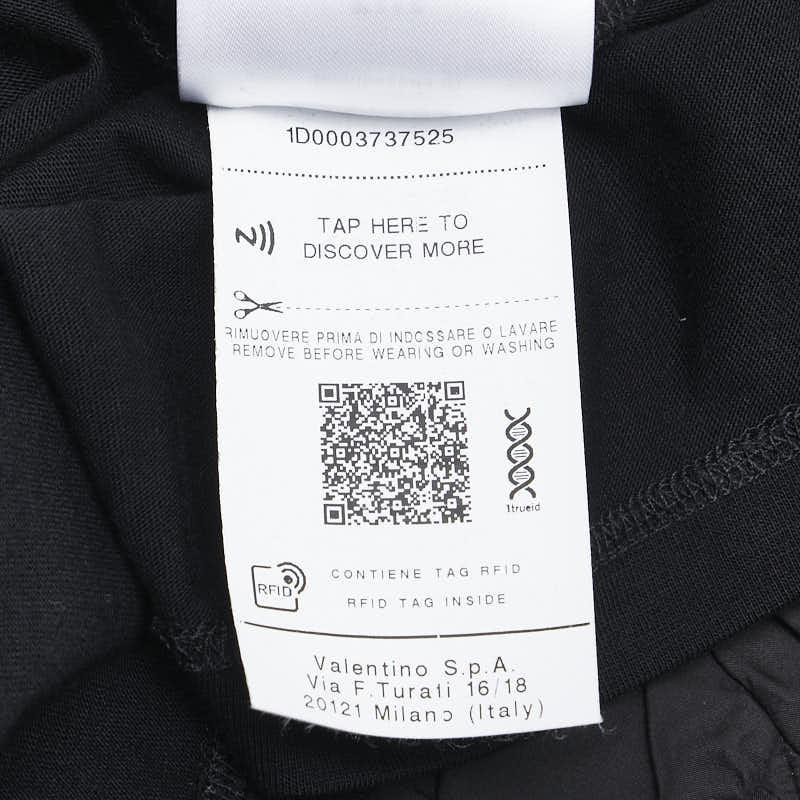 1D0003737525
TAP HERE TO
DISCOVER MORE
RIMUOVERE PRIMA DI INDOSSARE O LAVARE
REMOVE BEFORE WEARING OR WASHING
1trueid
RFID
CONTIENE TAG RFID
RFID TAG INSIDE
Valentino S.p.A.
Via F.Turati 16/18
20121 Milano (Italy)